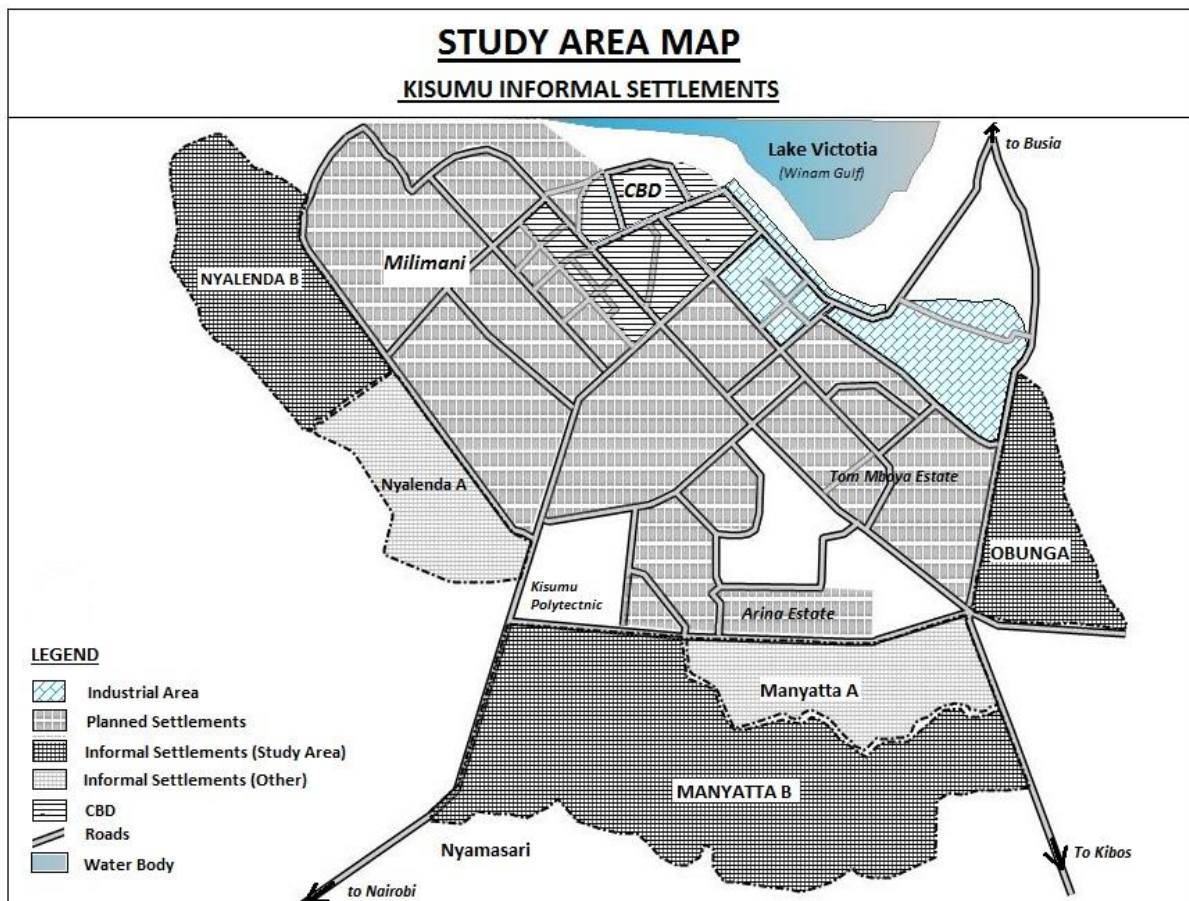 STUDY AREA MAP
KISUMU INFORMAL SETTLEMENTS
to Busia
Lake Victotia
(Winam Gulf)
CBD
Milimani
NYALENDA B
Nyalenda A
Tom Mboya Estate
OBUNGA
Kisumu
Polytectnic
Arina Estate
Manyatta A
MANYATTA B
Nyamasari
To Kibos
to Nairobi
LEGEND
Industrial Area
Planned Settlements
Informal Settlements (Study Area)
Informal Settlements (Other)
CBD
Roads
Water Body